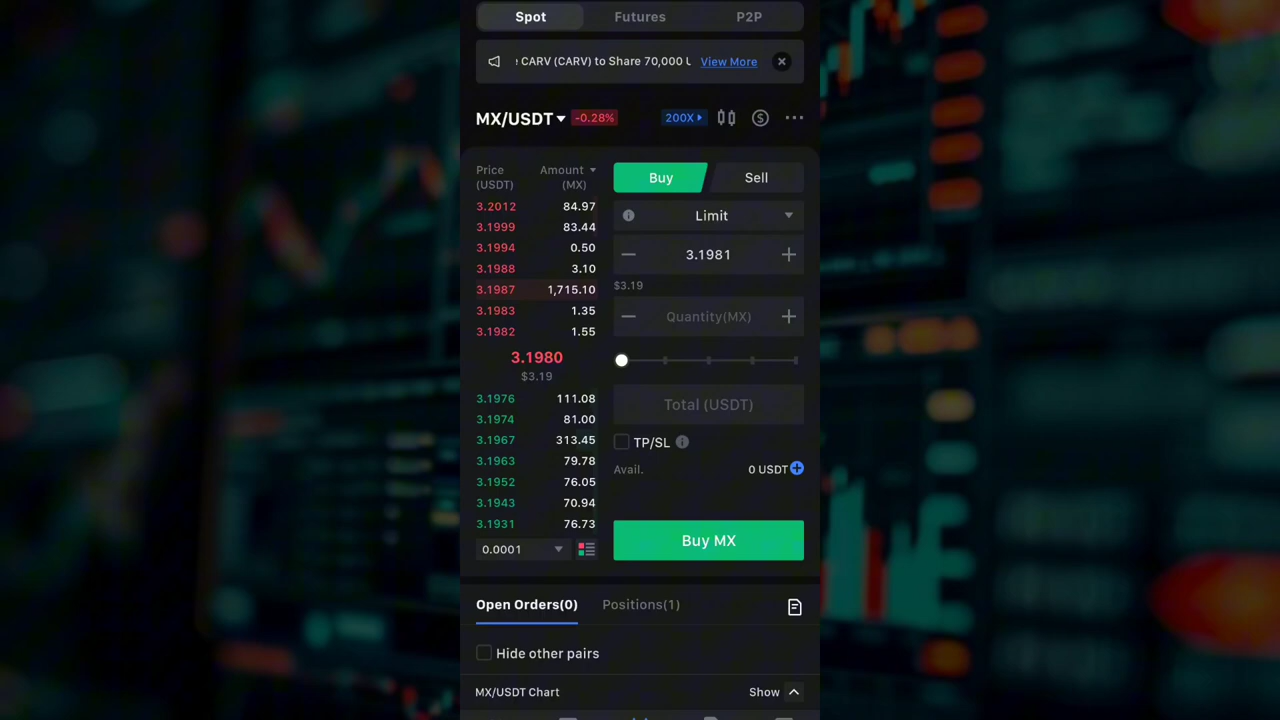 Spot Futures P2P
CARV (CARV) to Share 70,000 View More
MX/USDT -0.28% 200X
Price (USDT) Amount (MX)
3.2012 84.97
3.1999 83.44
3.1994 0.50
3.1988 3.10
3.1987 1,715.10
3.1983 1.35
3.1982 1.55
3.1980
$3.19
3.1976 111.08
3.1974 81.00
3.1967 313.45
3.1963 79.78
3.1952 76.05
3.1943 70.94
3.1931 76.73
0.0001
Buy Sell
Limit
3.1981
$3.19
Quantity(MX)
Total (USDT)
TP/SL
Avail. 0 USDT
Buy MX
Open Orders(0) Positions(1)
Hide other pairs
MX/USDT Chart Show